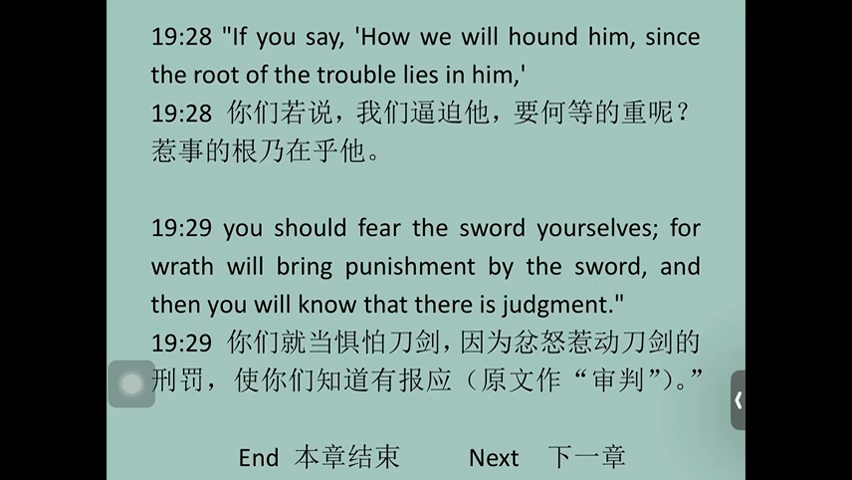 19:28 "If you say, 'How we will hound him, since
the root of the trouble lies in him,'
19:28 你们若说，我们逼迫他，要何等的重呢？
惹事的根乃在乎他。
19:29 you should fear the sword yourselves; for
wrath will bring punishment by the sword, and
then you will know that there is judgment."
19:29 你们就当惧怕刀剑，因为忿怒惹动刀剑的
刑罚，使你们知道有报应（原文作“审判”）。”
End 本章结束 Next 下一章